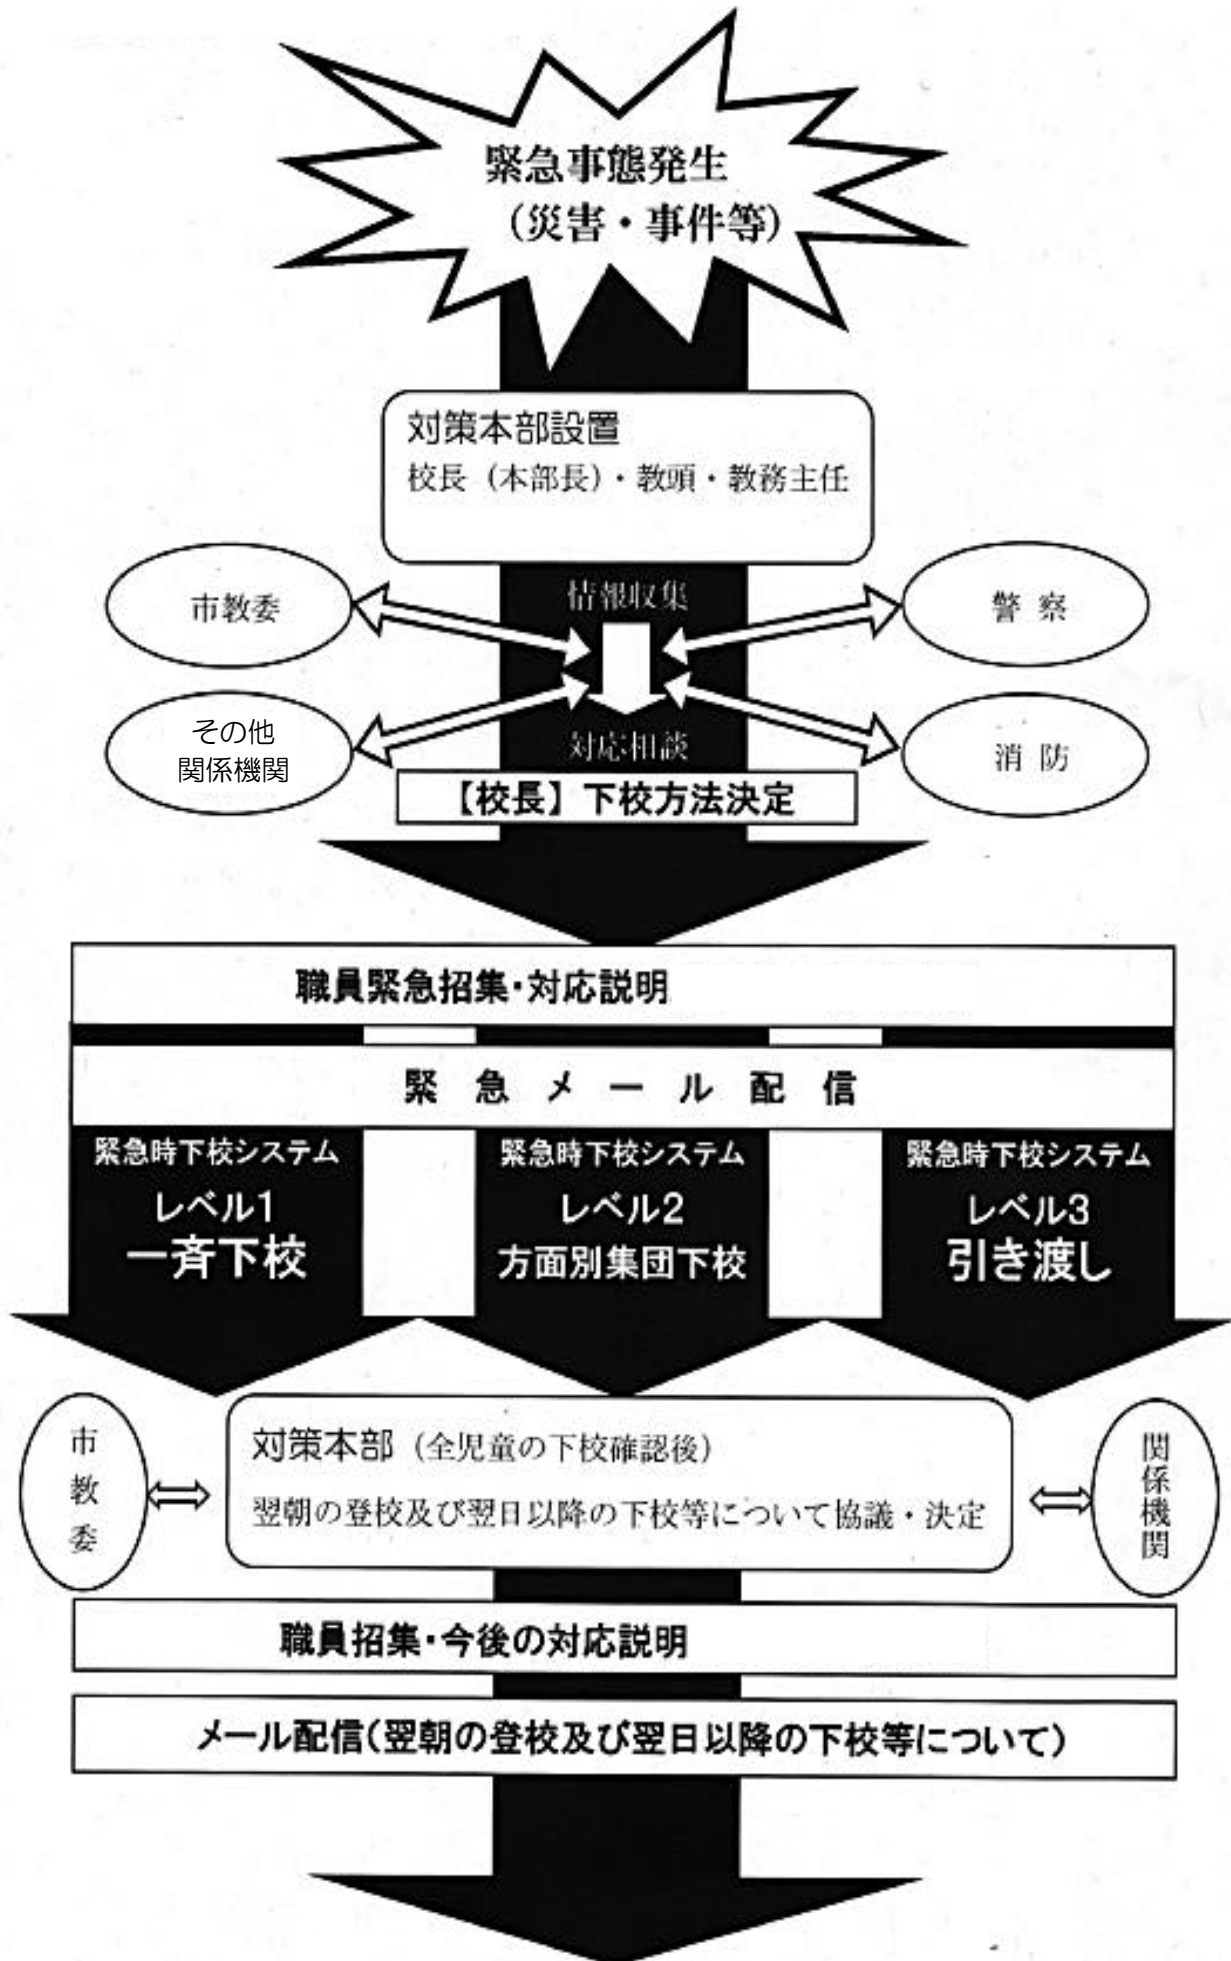 緊急事態発生
（災害・事件等）
対策本部設置
校長（本部長）・教頭・教務主任
市教委
情報収集
警察
その他
関係機関
対応相談
消防
【校長】下校方法決定
職員緊急招集・対応説明
緊急メール配信
緊急時下校システム
レベル1
一斉下校
緊急時下校システム
レベル2
方面別集団下校
緊急時下校システム
レベル3
引き渡し
市教委
対策本部（全児童の下校確認後）
翌朝の登校及び翌日以降の下校等について協議・決定
関係機関
職員招集・今後の対応説明
メール配信（翌朝の登校及び翌日以降の下校等について）